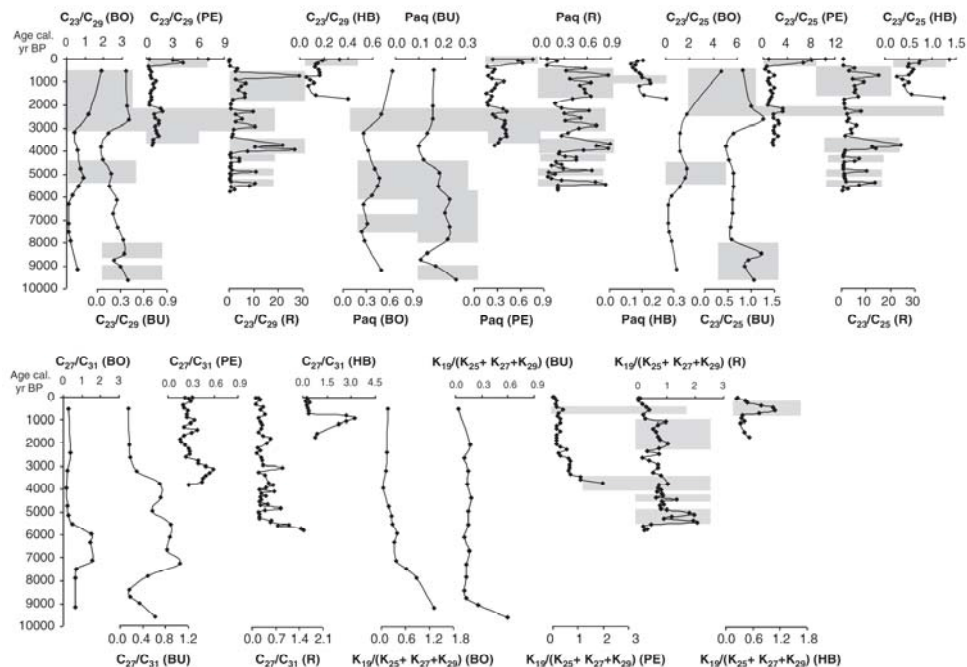 C23/C29 (BO) C23/C29 (PE) C23/C29 (HB) Paq (BU) Paq (R) C23/C25 (BO) C23/C25 (PE) C23/C25 (HB)
Age cal. yr BP
0 1 2 3 0 3 6 9 0.0 0.2 0.4 0.6 0.0 0.1 0.2 0.3 0.0 0.3 0.6 0.9 0 2 4 6 0 4 8 12 0.0 0.5 1.0 1.5
0
1000
2000
3000
4000
5000
6000
7000
8000
9000
10000
0.0 0.3 0.6 0.9 0 10 20 30 0.0 0.3 0.6 0.9 0.0 0.3 0.6 0.9 0.0 0.1 0.2 0.3 0.0 0.5 1.0 1.5 0 10 20 30
C23/C29 (BU) C23/C29 (R) Paq (BO) Paq (PE) Paq (HB) C23/C25 (BU) C23/C25 (R)
C27/C31 (BO) C27/C31 (PE) C27/C31 (HB) K19/(K25+ K27+K29) (BU) K19/(K25+ K27+K29) (R)
Age cal. yr BP
0 1 2 3 0.0 0.3 0.6 0.9 0.0 1.5 3.0 4.5 0.0 0.3 0.6 0.9 0 1 2 3
0
1000
2000
3000
4000
5000
6000
7000
8000
9000
10000
0.0 0.4 0.8 1.2 0.0 0.7 1.4 2.1 0.0 0.6 1.2 1.8 0 1 2 3 0.0 0.6 1.2 1.8
C27/C31 (BU) C27/C31 (R) K19/(K25+ K27+K29) (BO) K19/(K25+ K27+K29) (PE) K19/(K25+ K27+K29) (HB)